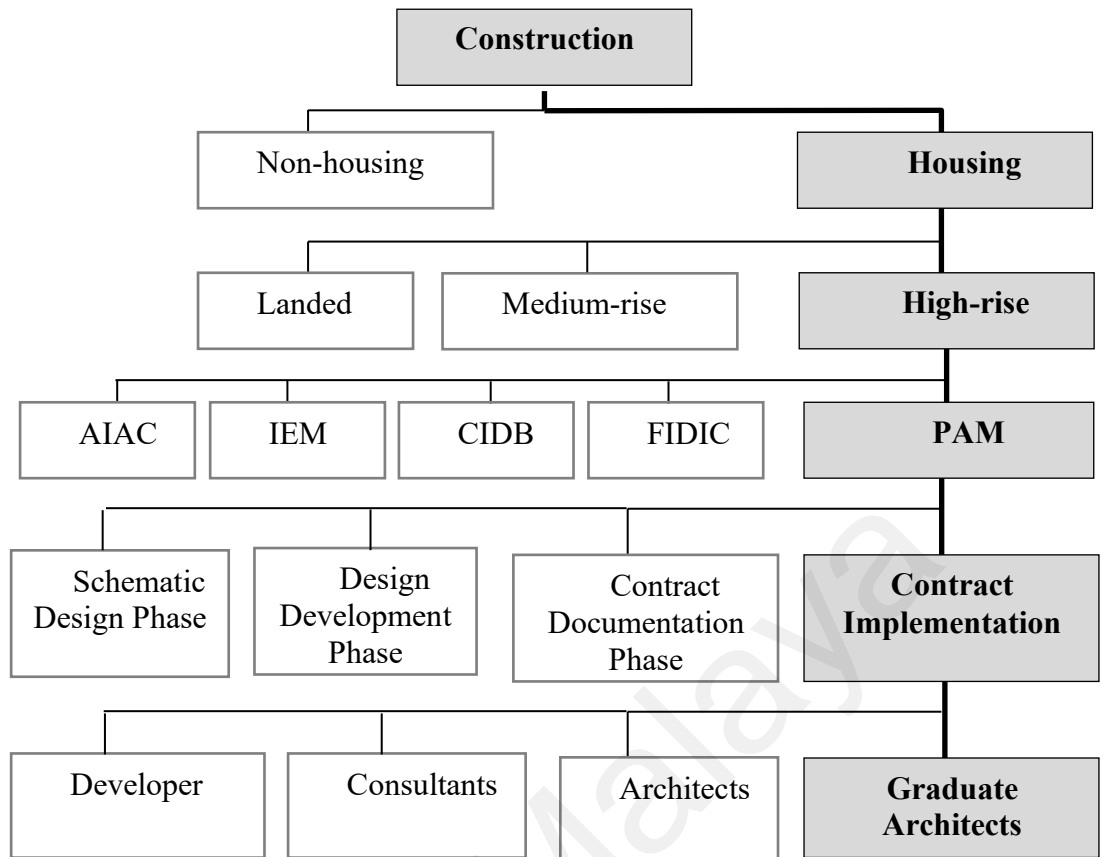 Construction
Non-housing
Housing
Landed
Medium-rise
High-rise
AIAC
IEM
CIDB
FIDIC
PAM
Schematic
Design Phase
Design
Development
Phase
Contract
Documentation
Phase
Contract
Implementation
Developer
Consultants
Architects
Graduate
Architects
Malaya